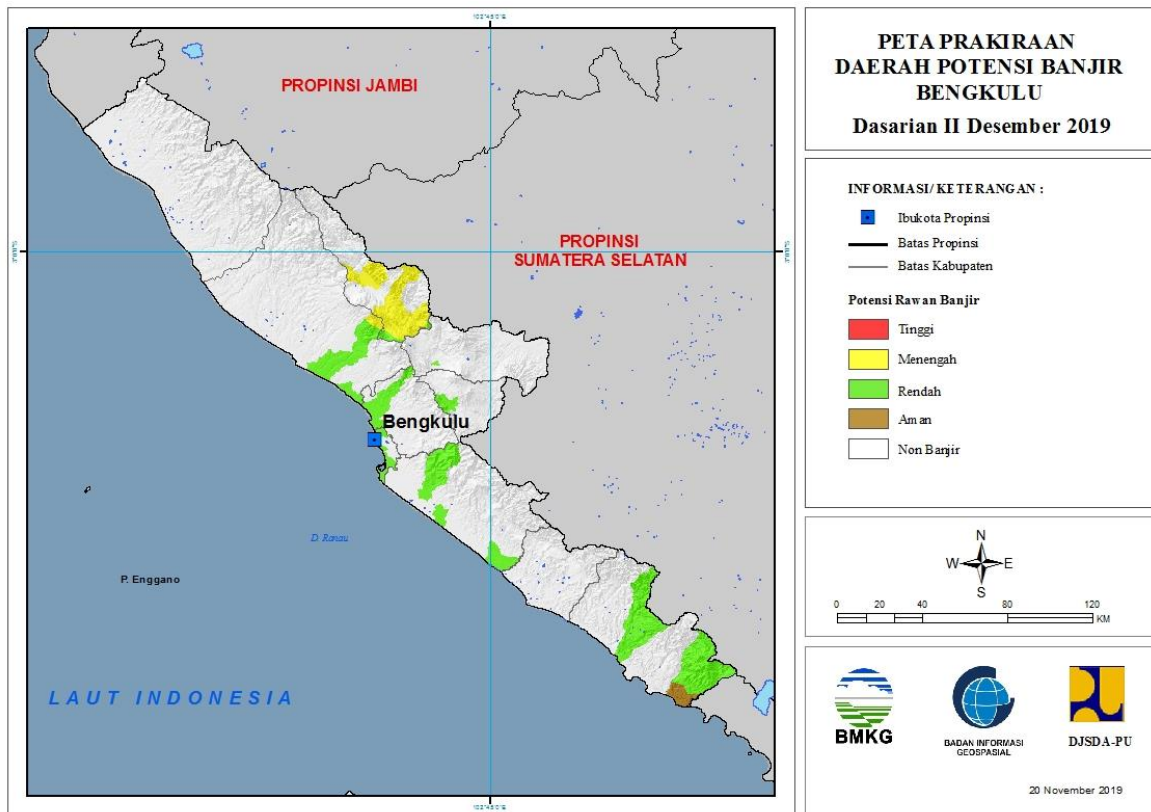 PETA PRAKIRAAN
DAERAH POTENSI BANJIR
BENGKULU
Dasarian II Desember 2019
INFORMASI/ KETERANGAN :
Ibukota Propinsi
Batas Propinsi
Batas Kabupaten
Potensi Rawan Banjir
Tinggi
Menengah
Rendah
Aman
Non Banjir
N
W E
S
0 20 40 80 120
KM
BMKG
BADAN INFORMASI
GEOSPASIAL
DJSDA-PU
20 November 2019
PROPINSI JAMBI
PROPINSI
SUMATERA SELATAN
Bengkulu
D. Ranau
P. Enggano
LAUT INDONESIA